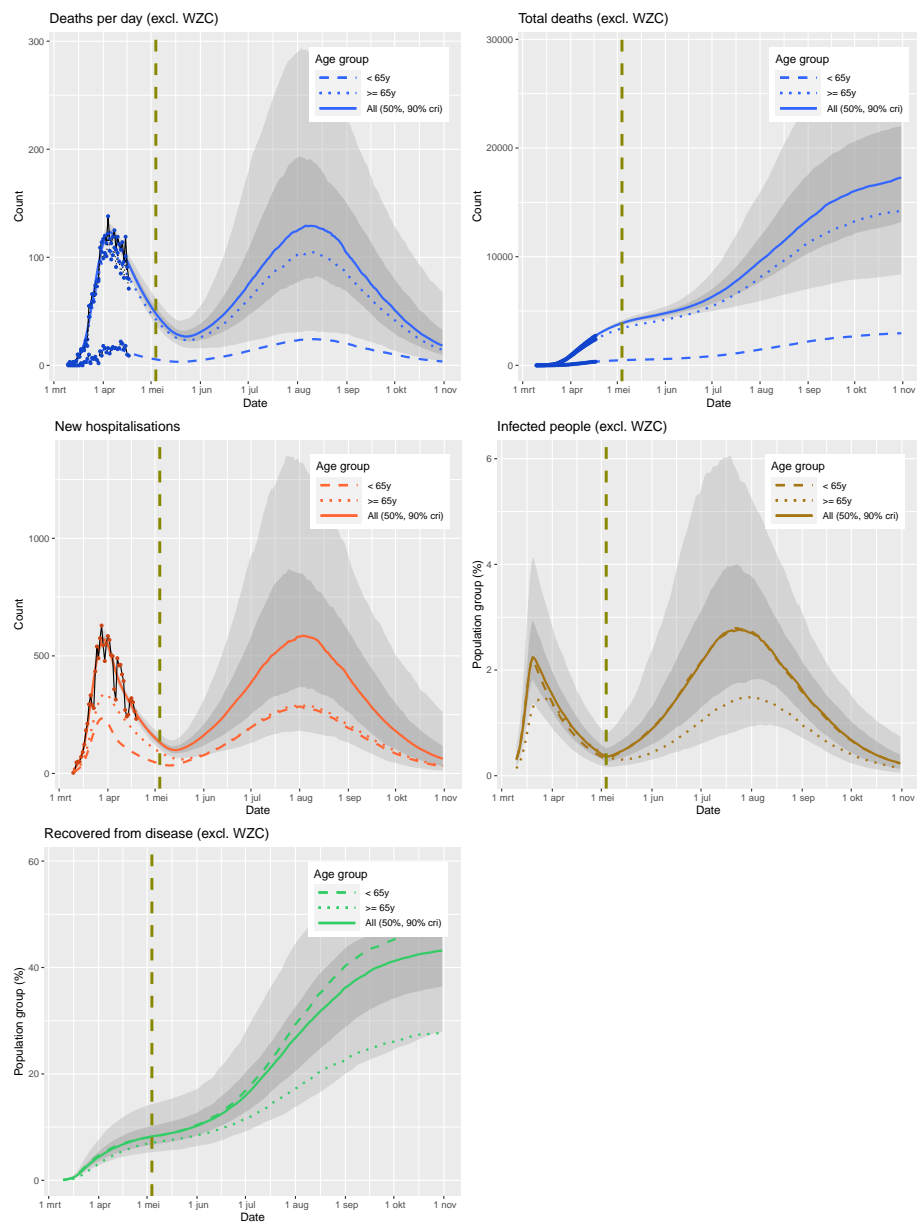 Deaths per day (excl. WZC)
300
200
100
0
Count
1 mrt 1 apr 1 mei 1 jun 1 jul 1 aug 1 sep 1 okt 1 nov
Date
Age group
< 65y
>= 65y
All (50%, 90% cri)
Total deaths (excl. WZC)
30000
20000
10000
0
Count
1 mrt 1 apr 1 mei 1 jun 1 jul 1 aug 1 sep 1 okt 1 nov
Date
Age group
< 65y
>= 65y
All (50%, 90% cri)
New hospitalisations
1000
500
0
Count
1 mrt 1 apr 1 mei 1 jun 1 jul 1 aug 1 sep 1 okt 1 nov
Date
Age group
< 65y
>= 65y
All (50%, 90% cri)
Infected people (excl. WZC)
6
4
2
0
Population group (%)
1 mrt 1 apr 1 mei 1 jun 1 jul 1 aug 1 sep 1 okt 1 nov
Date
Age group
< 65y
>= 65y
All (50%, 90% cri)
Recovered from disease (excl. WZC)
60
40
20
0
Population group (%)
1 mrt 1 apr 1 mei 1 jun 1 jul 1 aug 1 sep 1 okt 1 nov
Date
Age group
< 65y
>= 65y
All (50%, 90% cri)